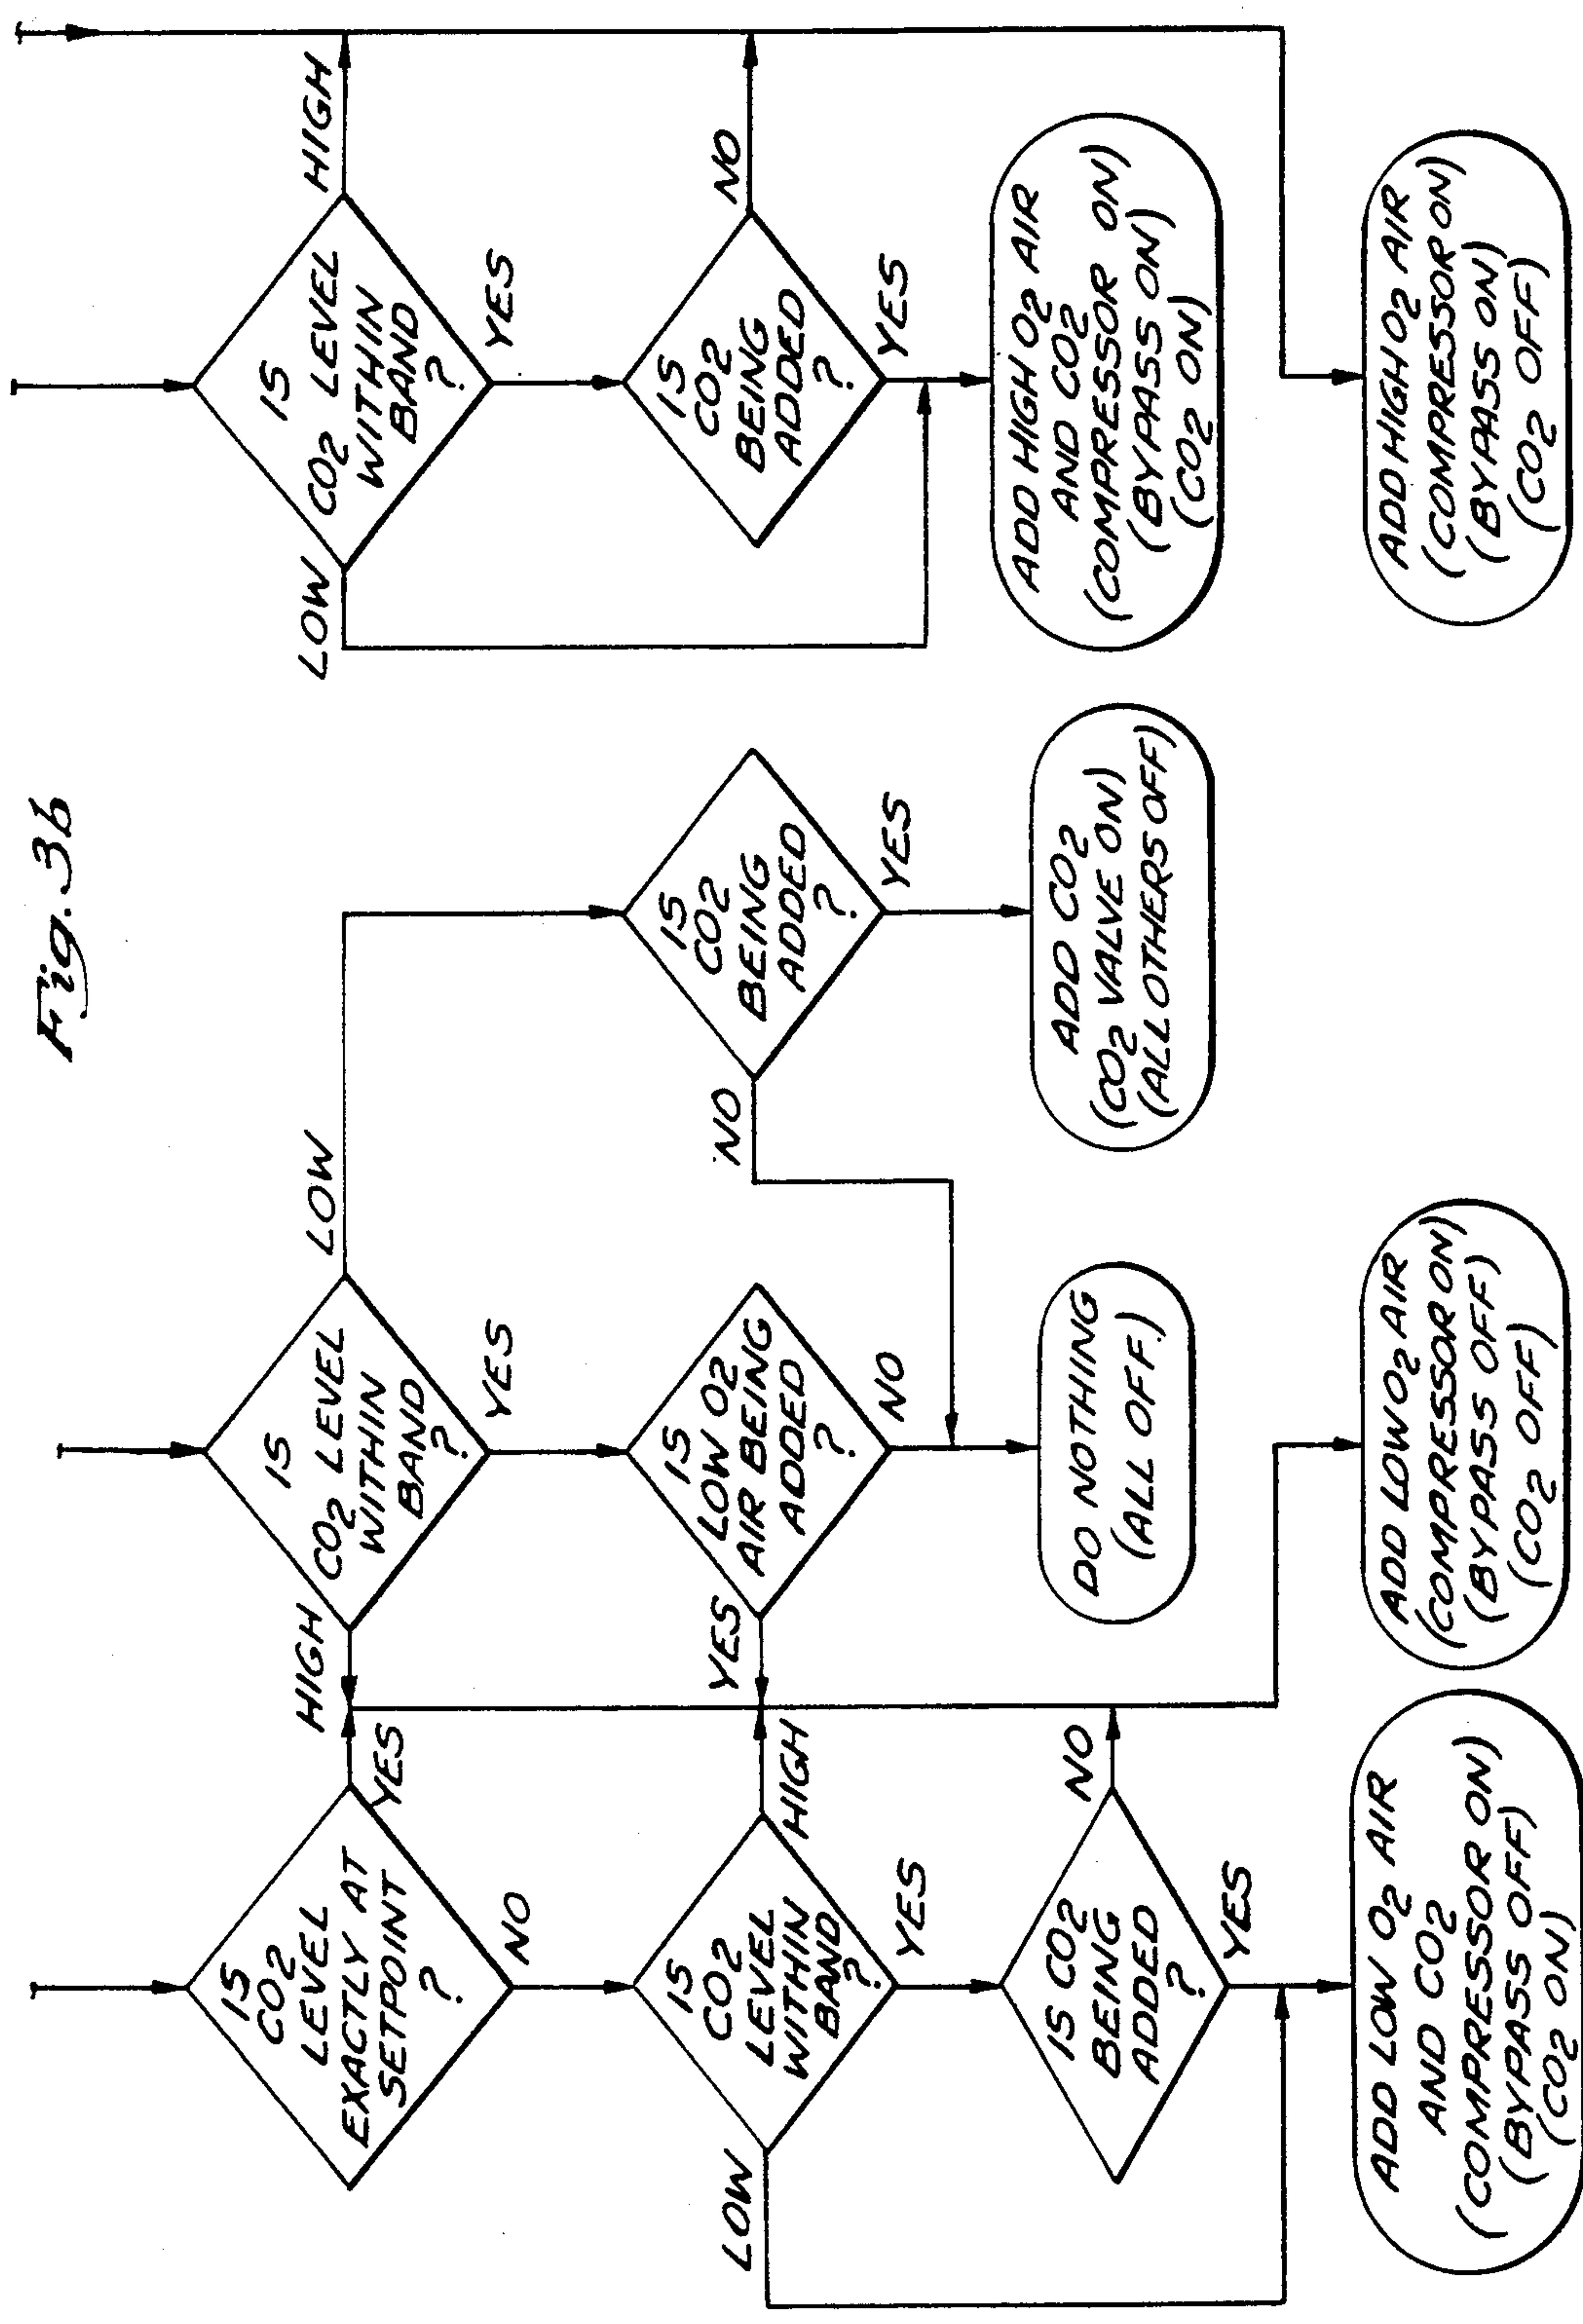 Fig. 3b
IS
CO2
LEVEL
EXACTLY AT
SETPOINT
?
YES
NO
IS
CO2
LEVEL
WITHIN
BAND
?
LOW
HIGH
YES
IS CO2
BEING
ADDED
?
NO
YES
ADD LOW O2 AIR
AND CO2
(COMPRESSOR ON)
(BYPASS OFF)
(CO2 ON)
IS
CO2 LEVEL
WITHIN
BAND
?
HIGH
LOW
YES
IS
LOW O2
AIR BEING
ADDED
?
YES
NO
DO NOTHING
(ALL OFF)
ADD LOW O2 AIR
(COMPRESSOR ON)
(BYPASS OFF)
(CO2 OFF)
IS
CO2
BEING
ADDED
?
NO
YES
ADD CO2
(CO2 VALVE ON)
(ALL OTHERS OFF)
IS
CO2 LEVEL
WITHIN
BAND
?
LOW
HIGH
YES
IS
CO2
BEING
ADDED
?
NO
YES
ADD HIGH O2 AIR
AND CO2
(COMPRESSOR ON)
(BYPASS ON)
(CO2 ON)
ADD HIGH O2 AIR
(COMPRESSOR ON)
(BYPASS ON)
(CO2 OFF)